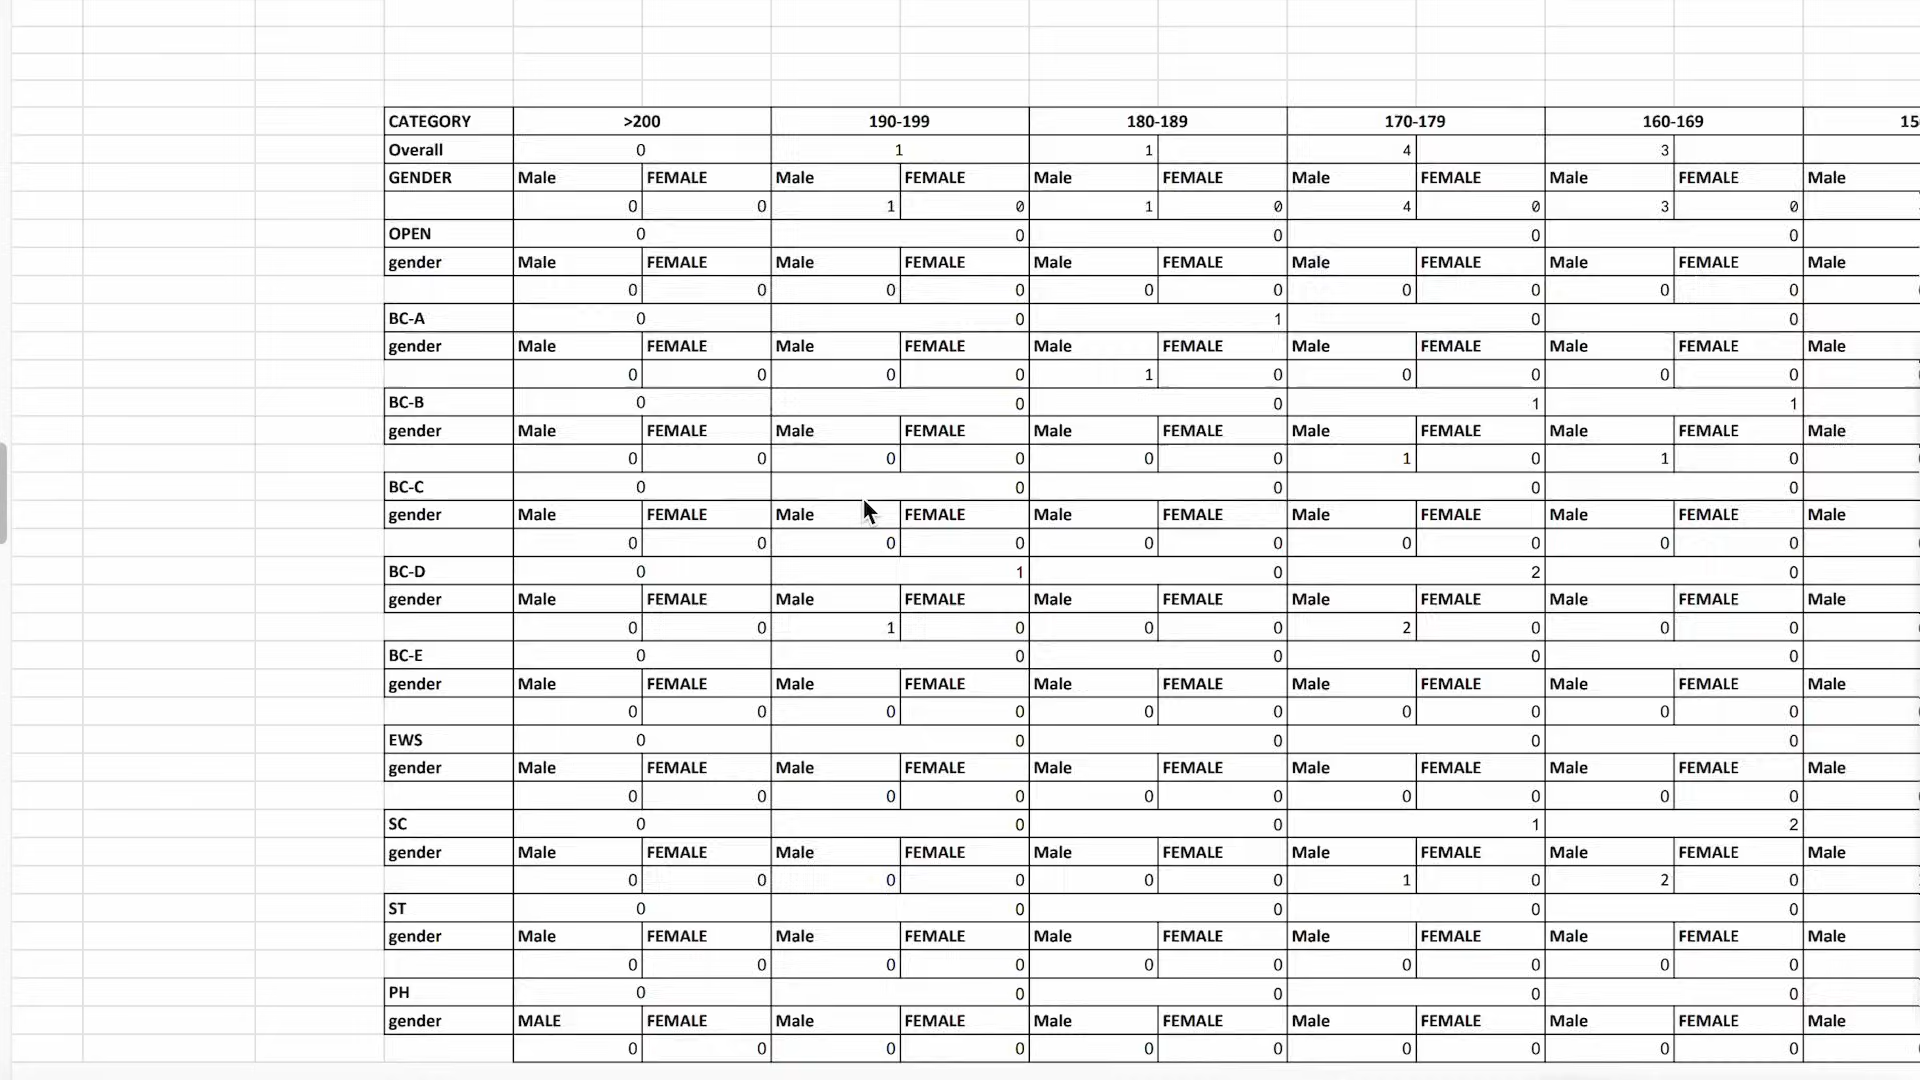 CATEGORY >200 190-199 180-189 170-179 160-169 15
Overall 0 1 1 4 3
GENDER Male FEMALE Male FEMALE Male FEMALE Male FEMALE Male FEMALE Male
0 0 1 0 1 0 4 0 3 0
OPEN 0 0 0 0 0
gender Male FEMALE Male FEMALE Male FEMALE Male FEMALE Male FEMALE Male
0 0 0 0 0 0 0 0 0 0
BC-A 0 0 1 0 0
gender Male FEMALE Male FEMALE Male FEMALE Male FEMALE Male FEMALE Male
0 0 0 0 1 0 0 0 0 0
BC-B 0 0 0 1 1
gender Male FEMALE Male FEMALE Male FEMALE Male FEMALE Male FEMALE Male
0 0 0 0 0 0 1 0 1 0
BC-C 0 0 0 0 0
gender Male FEMALE Male FEMALE Male FEMALE Male FEMALE Male FEMALE Male
0 0 0 0 0 0 0 0 0 0
BC-D 0 1 0 2 0
gender Male FEMALE Male FEMALE Male FEMALE Male FEMALE Male FEMALE Male
0 0 1 0 0 0 2 0 0 0
BC-E 0 0 0 0 0
gender Male FEMALE Male FEMALE Male FEMALE Male FEMALE Male FEMALE Male
0 0 0 0 0 0 0 0 0 0
EWS 0 0 0 0 0
gender Male FEMALE Male FEMALE Male FEMALE Male FEMALE Male FEMALE Male
0 0 0 0 0 0 0 0 0 0
SC 0 0 0 1 2
gender Male FEMALE Male FEMALE Male FEMALE Male FEMALE Male FEMALE Male
0 0 0 0 0 0 1 0 2 0
ST 0 0 0 0 0
gender Male FEMALE Male FEMALE Male FEMALE Male FEMALE Male FEMALE Male
0 0 0 0 0 0 0 0 0 0
PH 0 0 0 0 0
gender MALE FEMALE Male FEMALE Male FEMALE Male FEMALE Male FEMALE Male
0 0 0 0 0 0 0 0 0 0